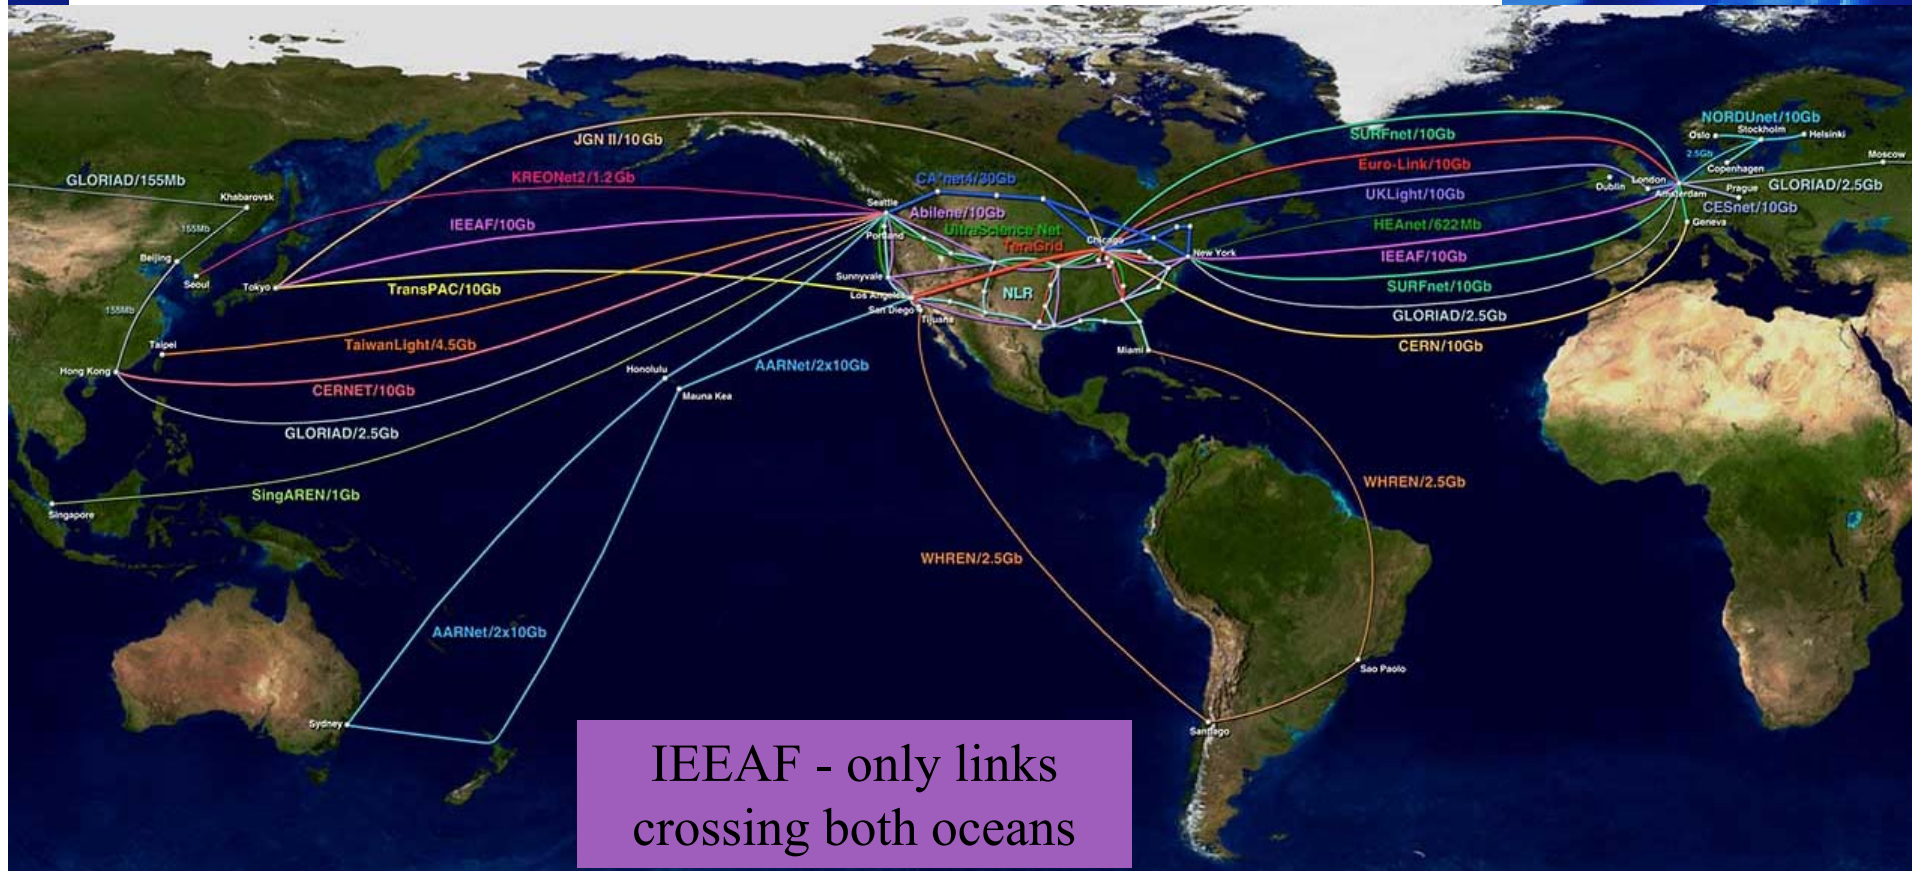 JGN II/10Gb
SURFnet/10Gb
NORDUnet/10Gb
Oslo
Stockholm
Helsinki
2.5Gb
Copenhagen
Moscow
Euro-Link/10Gb
GLORIAD/155Mb
KREONet2/1.2Gb
CA*net4/30Gb
UKLight/10Gb
Dublin
London
Amsterdam
Prague
GLORIAD/2.5Gb
CESnet/10Gb
Geneva
Khabarovsk
155Mb
Seattle
Abilene/10Gb
IEEAF/10Gb
HEAnet/622Mb
Portland
UltraScience Net
Chicago
TeraGrid
New York
IEEAF/10Gb
Beijing
Seoul
Tokyo
TransPAC/10Gb
Sunnyvale
Los Angeles
NLR
SURFnet/10Gb
155Mb
San Diego
Tijuana
GLORIAD/2.5Gb
Taipei
TaiwanLight/4.5Gb
Miami
CERN/10Gb
Hong Kong
CERNET/10Gb
Honolulu
AARNet/2x10Gb
Mauna Kea
GLORIAD/2.5Gb
SingAREN/1Gb
Singapore
WHREN/2.5Gb
WHREN/2.5Gb
AARNet/2x10Gb
Sao Paolo
Sydney
Santiago
IEEAF - only links
crossing both oceans